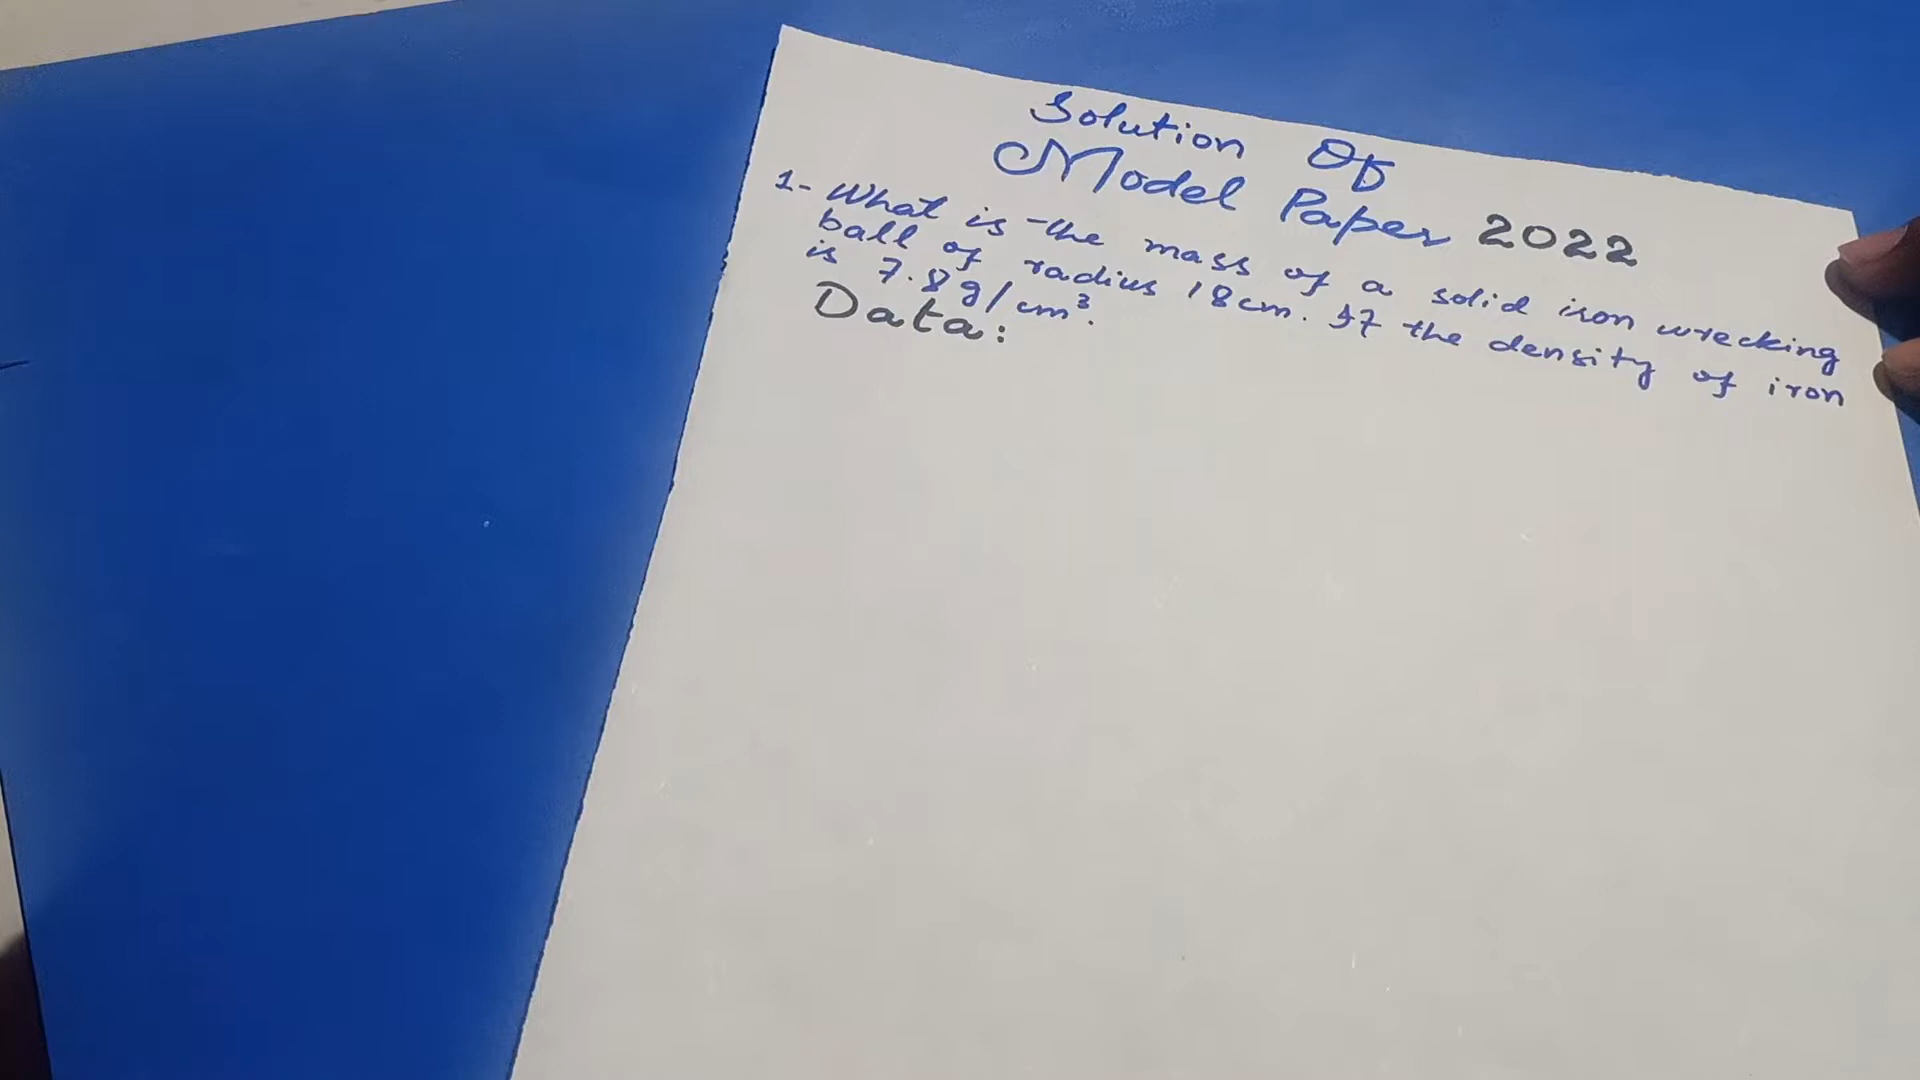 Solution Of
Model Paper 2022
1- What is the mass of a solid iron wrecking
ball of radius 18cm. If the density of iron
is 7.8g/cm³.
Data: